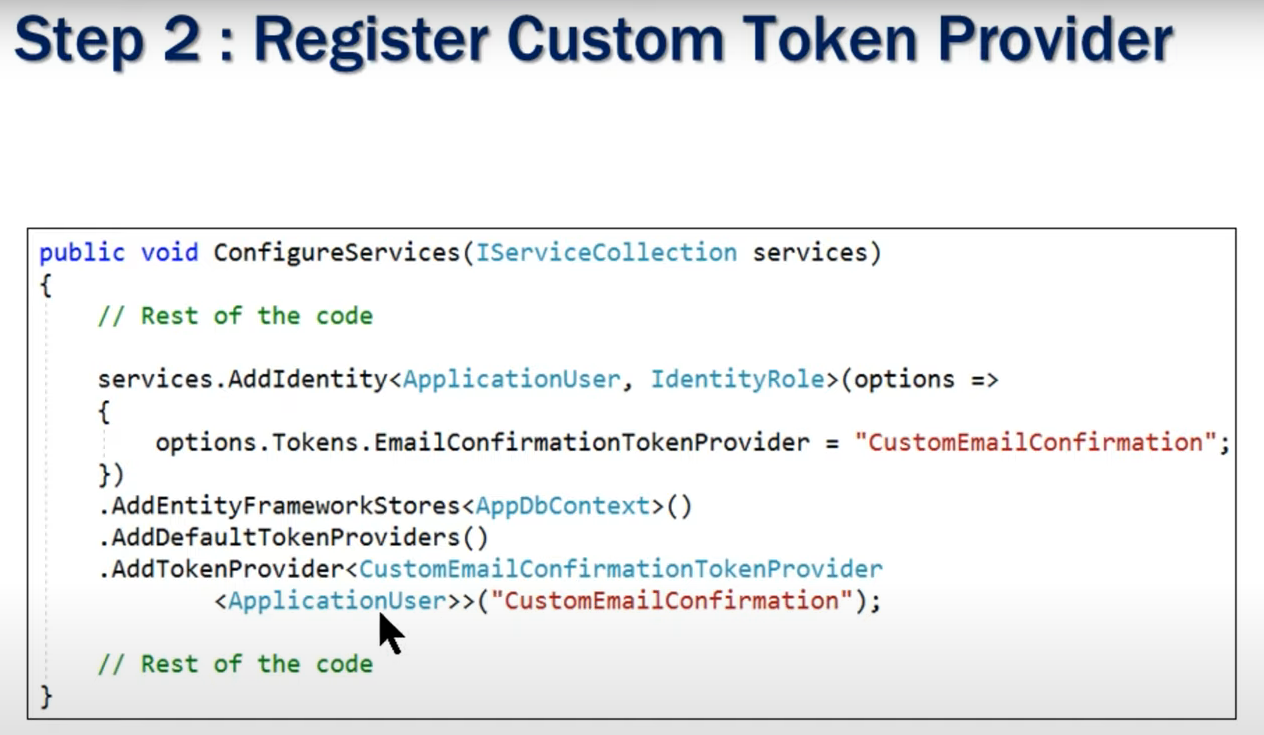 Step 2 : Register Custom Token Provider
public void ConfigureServices(IServiceCollection services)
{
// Rest of the code
services.AddIdentity<ApplicationUser, IdentityRole>(options =>
{
options.Tokens.EmailConfirmationTokenProvider = "CustomEmailConfirmation";
})
.AddEntityFrameworkStores<AppDbContext>()
.AddDefaultTokenProviders()
.AddTokenProvider<CustomEmailConfirmationTokenProvider
<ApplicationUser>>("CustomEmailConfirmation");
// Rest of the code
}